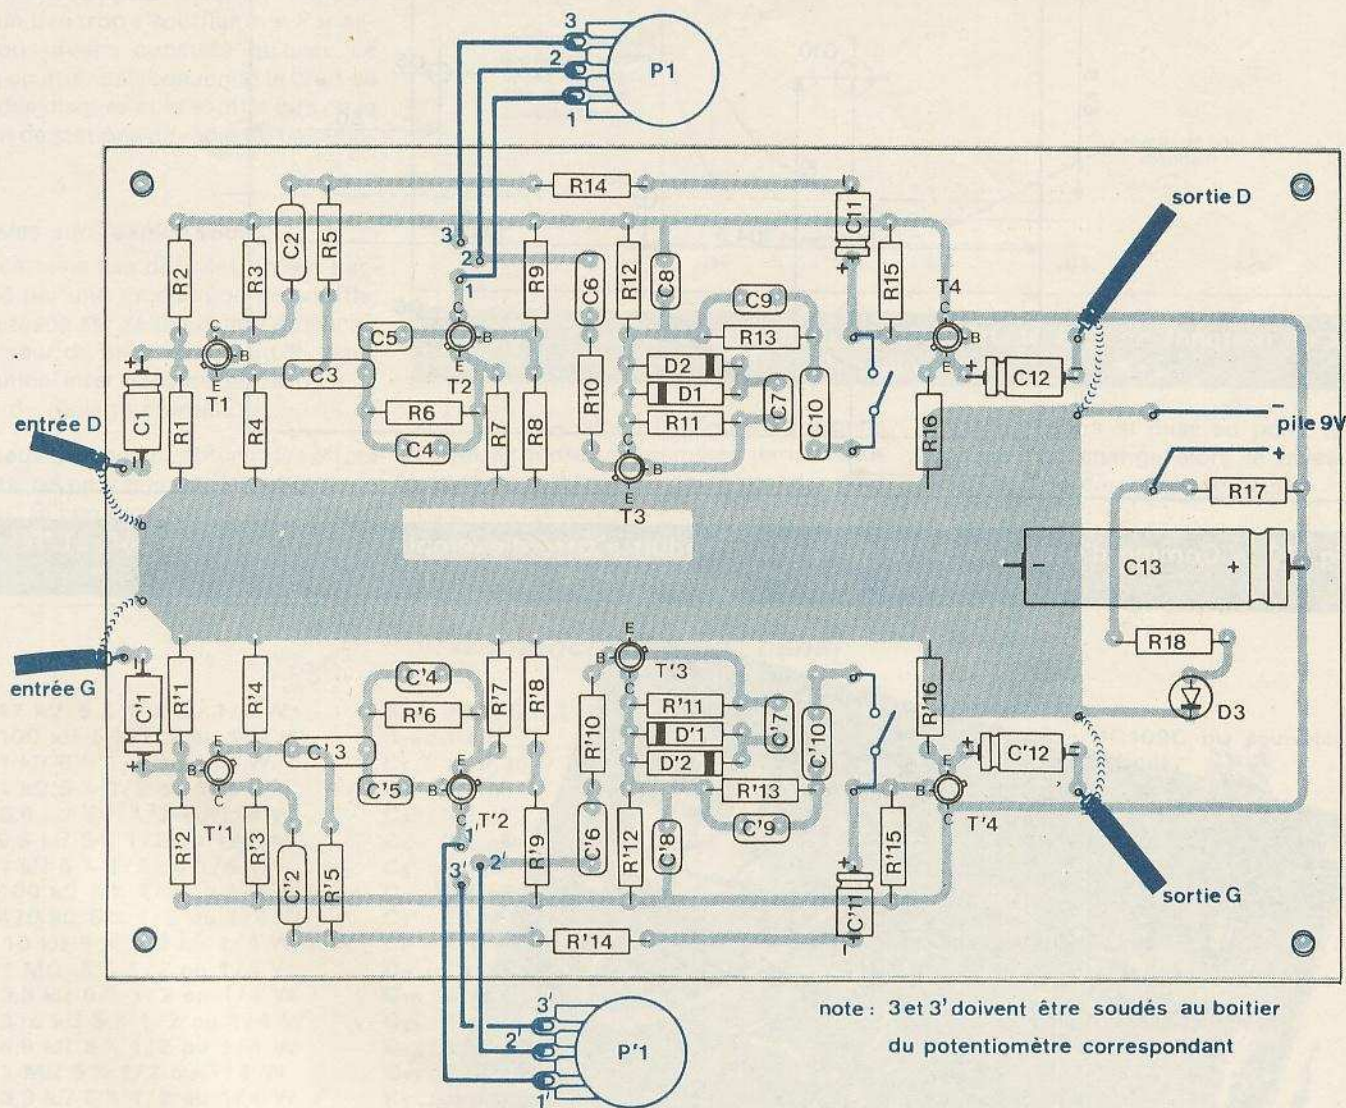 3
2
1
P1
R14
sortie D
C11
R2
R3
C2
R5
3
2
1
R9
C6
R12
C8
C9
R15
T4
C
B
E
T1
C5
C
B
E
T2
R13
C
B
E
C3
D2
C12
C1
R1
R4
R6
C4
R7
R8
R10
D1
R11
C7
C10
R16
pile 9V
entrée D
C
B
E
T3
R17
C13
R18
entrée G
C'1
R'1
R'4
C'4
R'6
R'7
R'8
E
B
C
T'3
R'11
D'1
D'2
C'7
C'10
R'16
D3
E
B
C
T'1
C'3
C'5
E
B
C
T'2
R'10
R'13
C'9
C'12
E
B
C
T'4
R'2
R'3
C'2
R'5
1'
3'
2'
R'9
C'6
R'12
C'8
C'11
R'15
sortie G
R'14
3'
2'
1'
P'1
note : 3 et 3' doivent être soudés au boitier
du potentiomètre correspondant